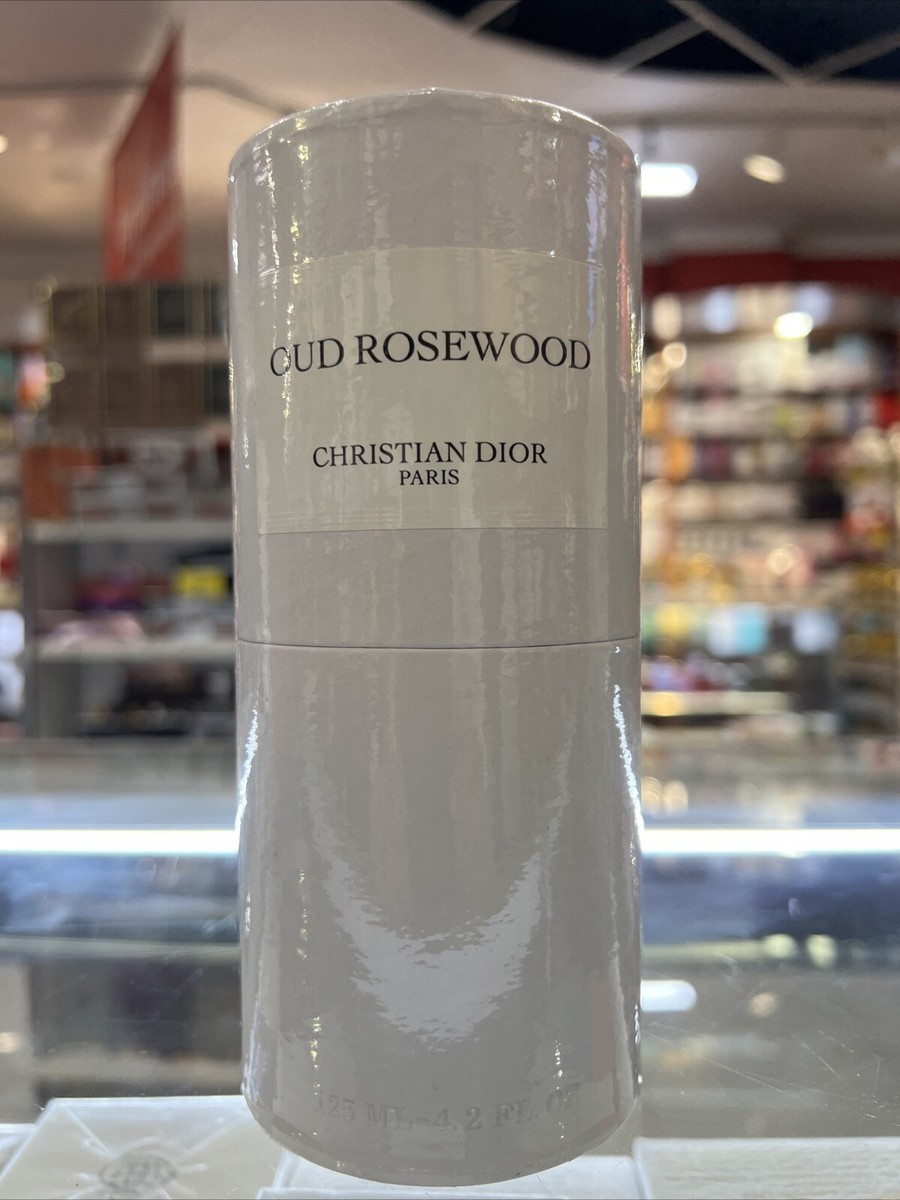 OUD ROSEWOOD
CHRISTIAN DIOR
PARIS
125 ML-4.2 FL. OZ